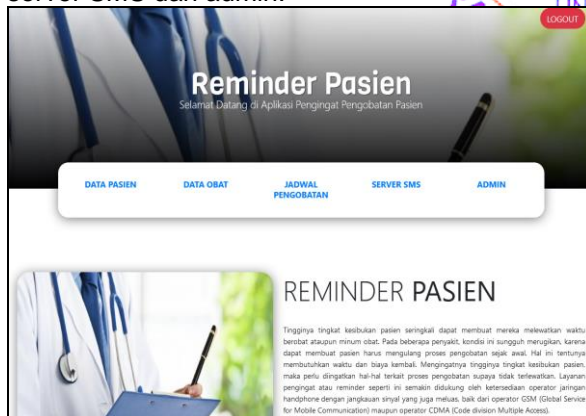 server SMS dan admin.
LOGOUT
Reminder Pasien
Selamat Datang di Aplikasi Pengingat Pengobatan Pasien
DATA PASIEN
DATA OBAT
JADWAL
PENGOBATAN
SERVER SMS
ADMIN
REMINDER PASIEN
Tingginya tingkat kesibukan pasien seringkali dapat membuat mereka melewatkan waktu
berobat ataupun minum obat. Pada beberapa penyakit, kondisi ini sungguh merugikan, karena
dapat membuat pasien harus mengulang proses pengobatan sejak awal. Hal ini tentunya
membutuhkan waktu dan biaya kembali. Mengingatnya tingginya tingkat kesibukan pasien,
maka perlu diingatkan hal-hal terkait proses pengobatan supaya tidak terlewatkan. Layanan
pengingat atau reminder seperti ini semakin didukung oleh ketersediaan operator jaringan
handphone dengan jangkauan sinyal yang juga meluas, baik dari operator GSM (Global Service
for Mobile Communication) maupun operator CDMA (Code division Multiple Access).